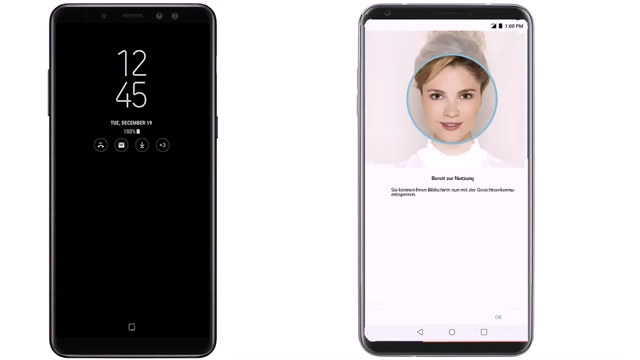 12
45
TUE, DECEMBER 19
100%
+3
1:00 PM
Bereit zur Nutzung
Sie können Ihren Bildschirm nun mit der Gesichtserkennu
entsperren.
OK